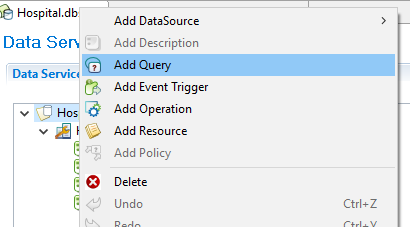 Hospital.dbs
Data Serv
Data Service
Hos
H
Add DataSource
Add Description
Add Query
Add Event Trigger
Add Operation
Add Resource
Add Policy
Delete
Undo Ctrl+Z
Redo Ctrl+Y